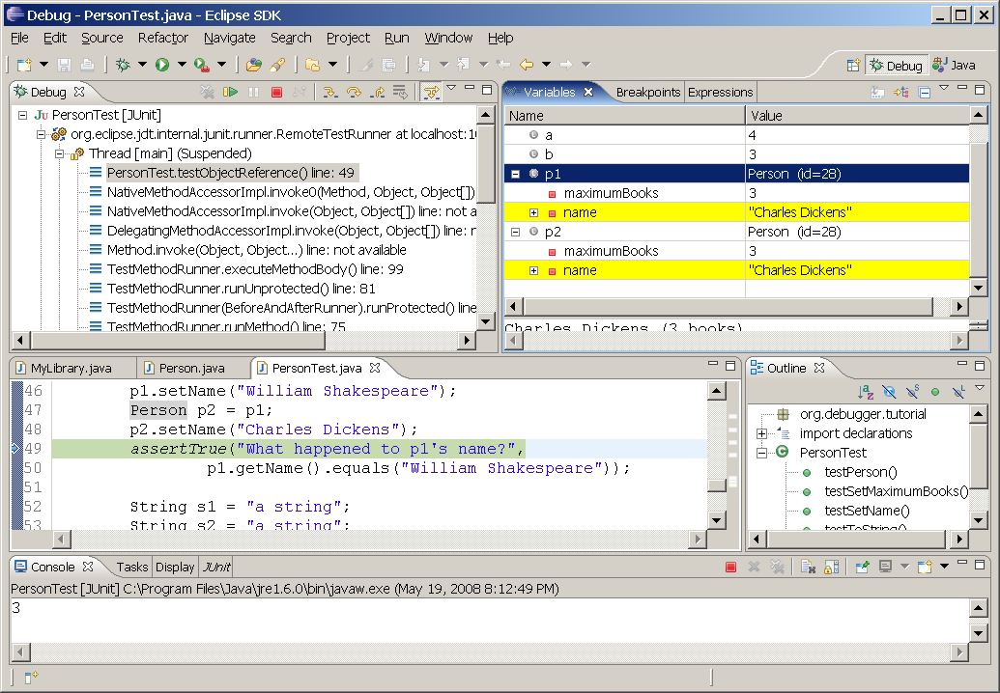 Debug - PersonTest.java - Eclipse SDK
File Edit Source Refactor Navigate Search Project Run Window Help
Debug Java
Debug
PersonTest [JUnit]
org.eclipse.jdt.internal.junit.runner.RemoteTestRunner at localhost:1
Thread [main] (Suspended)
PersonTest.testObjectReference() line: 49
NativeMethodAccessorImpl.invoke0(Method, Object, Object[])
NativeMethodAccessorImpl.invoke(Object, Object[]) line: not a
DelegatingMethodAccessorImpl.invoke(Object, Object[]) line: n
Method.invoke(Object, Object...) line: not available
TestMethodRunner.executeMethodBody() line: 99
TestMethodRunner.runUnprotected() line: 81
TestMethodRunner(BeforeAndAfterRunner).runProtected() line
TestMethodRunner.runMethod() line: 75
Variables Breakpoints Expressions
Name Value
a 4
b 3
p1 Person (id=28)
maximumBooks 3
name "Charles Dickens"
p2 Person (id=28)
maximumBooks 3
name "Charles Dickens"
Charles Dickens (3 books)
MyLibrary.java Person.java PersonTest.java
46 p1.setName("William Shakespeare");
47 Person p2 = p1;
48 p2.setName("Charles Dickens");
49 assertTrue("What happened to p1's name?",
50 p1.getName().equals("William Shakespeare"));
51
52 String s1 = "a string";
53 String s2 = "a string";
Outline
org.debugger.tutorial
import declarations
PersonTest
testPerson()
testSetMaximumBooks()
testSetName()
testToString()
Console Tasks Display JUnit
PersonTest [JUnit] C:\Program Files\Java\jre1.6.0\bin\javaw.exe (May 19, 2008 8:12:49 PM)
3